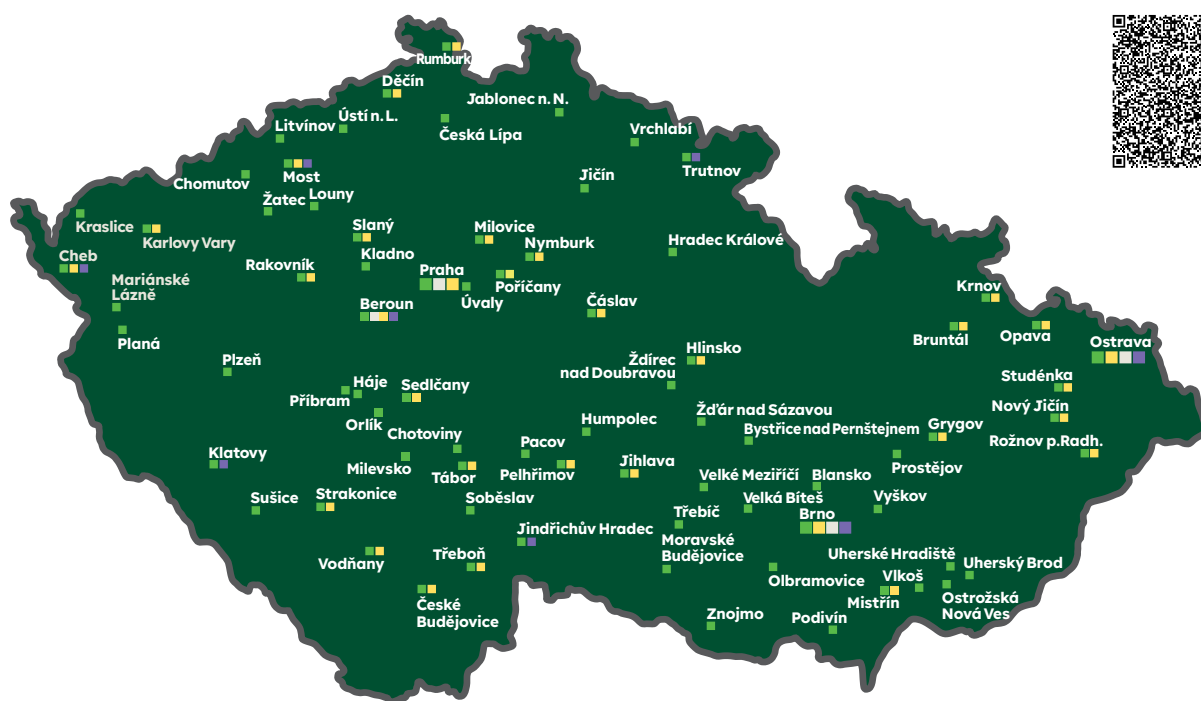 Rumburk
Děčín
Jablonec n. N.
Ústí n. L.
Česká Lípa
Litvínov
Vrchlabí
Most
Trutnov
Chomutov
Jičín
Žatec
Louny
Kraslice
Karlovy Vary
Slaný
Milovice
Nymburk
Hradec Králové
Cheb
Kladno
Rakovník
Praha
Poříčany
Mariánské
Lázně
Úvaly
Krnov
Beroun
Čáslav
Planá
Bruntál
Opava
Ostrava
Hlinsko
Plzeň
Ždírec
nad Doubravou
Studénka
Háje
Sedlčany
Příbram
Nový Jičín
Orlík
Humpolec
Žďár nad Sázavou
Grygov
Chotoviny
Bystřice nad Pernštejnem
Rožnov p. Radh.
Pacov
Klatovy
Jihlava
Milevsko
Prostějov
Tábor
Pelhřimov
Velké Meziříčí
Blansko
Sušice
Strakonice
Soběslav
Velká Bíteš
Vyškov
Třebíč
Brno
Jindřichův Hradec
Moravské
Budějovice
Vodňany
Třeboň
Uherské Hradiště
Uherský Brod
Olbramovice
Vlkoš
České
Budějovice
Mistřín
Ostrožská
Nová Ves
Znojmo
Podivín